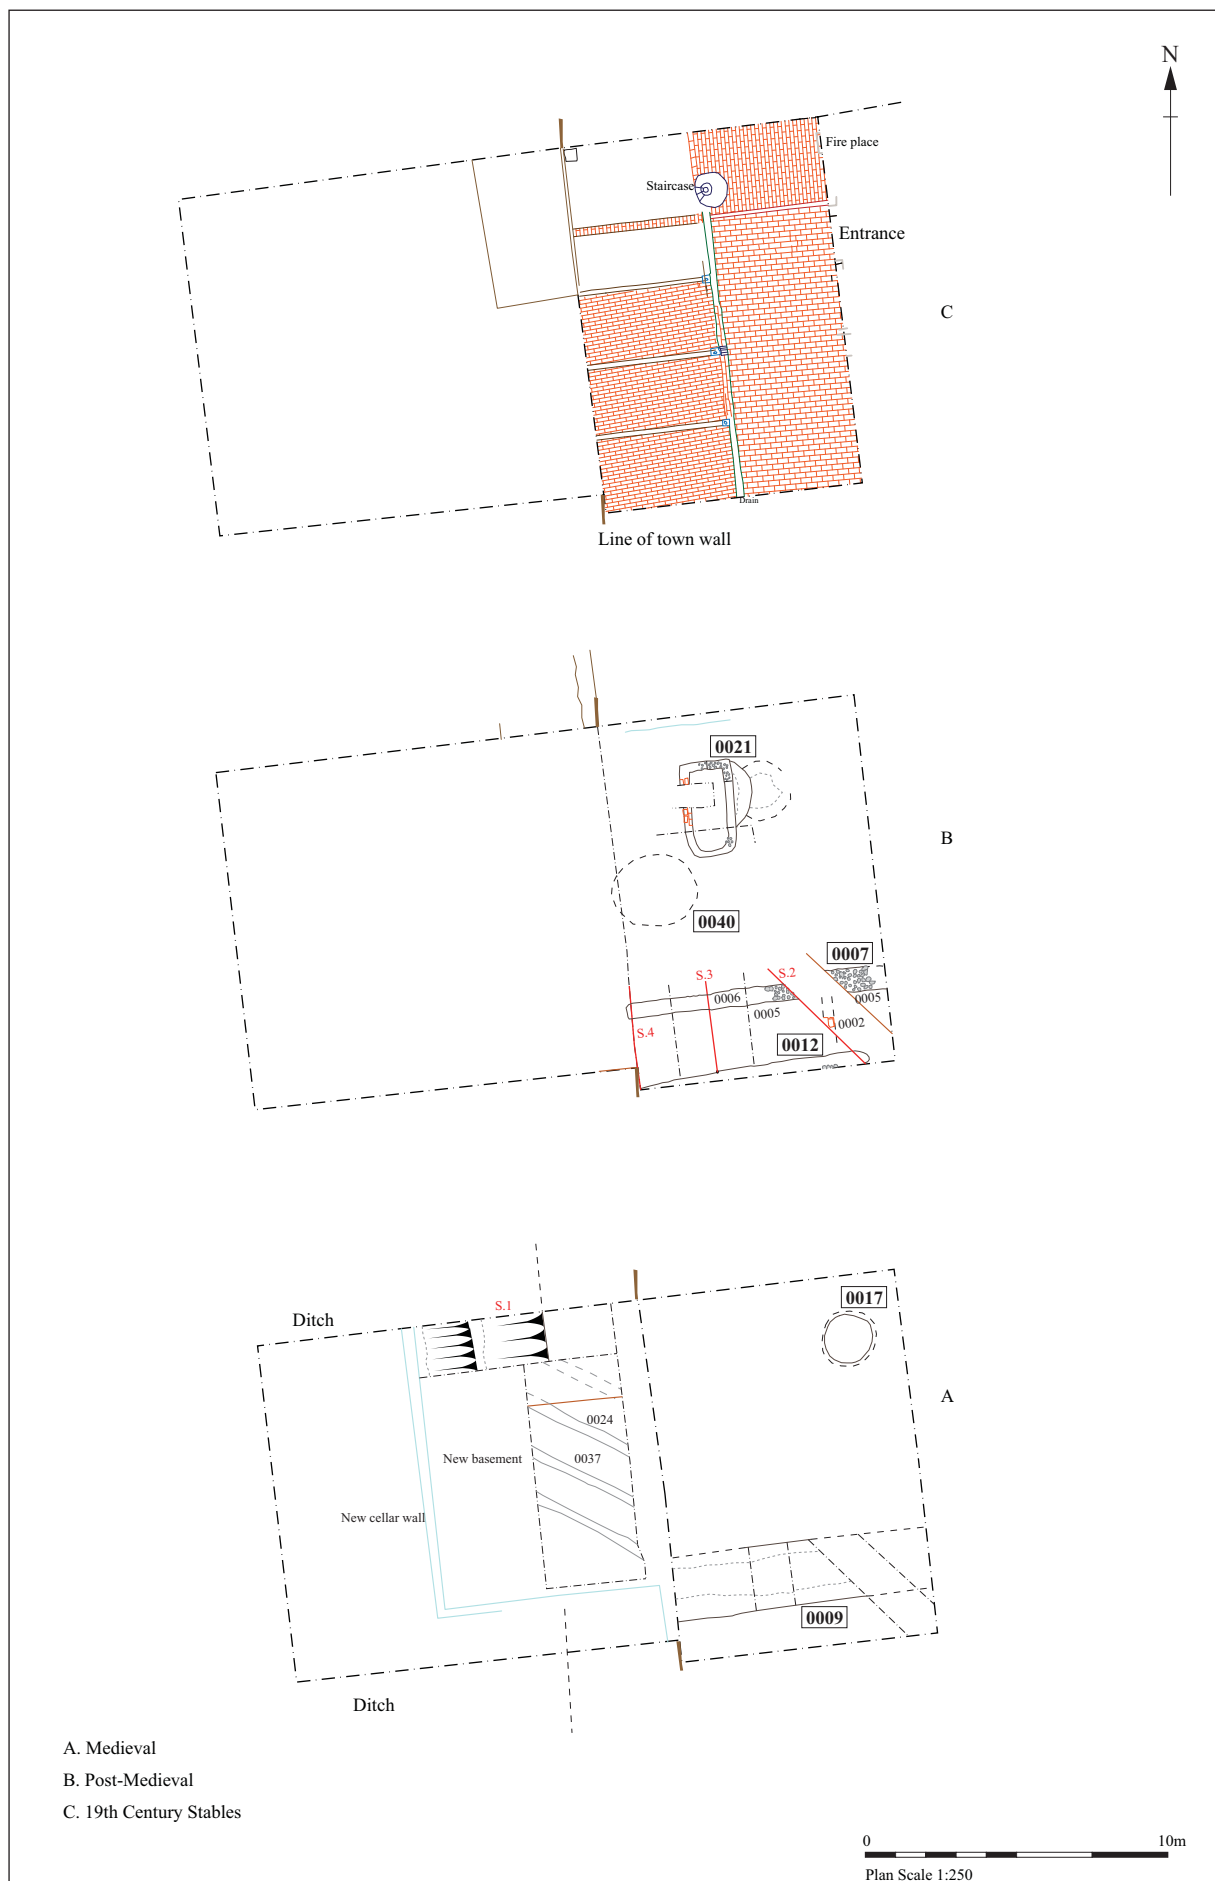 N
Fire place
Staircase
Entrance
C
Drain
Line of town wall
0021
B
0040
0007
S.3
S.2
0006
0005
0005
0002
S.4
0012
S.1
Ditch
0017
A
0024
New basement
0037
New cellar wall
0009
Ditch
A. Medieval
B. Post-Medieval
C. 19th Century Stables
0
10m
Plan Scale 1:250